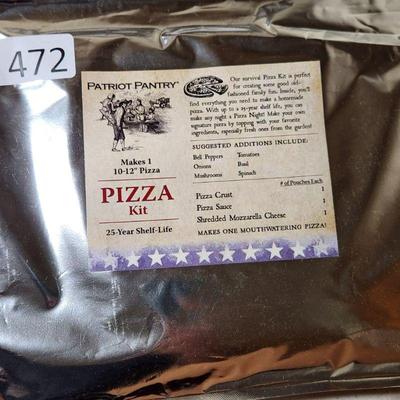 472
PATRIOT PANTRY®
Makes 1
10-12" Pizza
PIZZA
Kit
25-Year Shelf-Life
Our survival Pizza Kit is perfect
for creating some good old-
fashioned family fun. Inside, you'll
find everything you need to make a homemade
pizza. With up to a 25-year shelf life, you can
make any night a Pizza Night! Make your own
signature pizza by topping with your favorite
ingredients, especially fresh ones from the garden!
SUGGESTED ADDITIONS INCLUDE:
Bell Peppers Tomatoes
Onions Basil
Mushrooms Spinach
# of Pouches Each
Pizza Crust 1
Pizza Sauce 1
Shredded Mozzarella Cheese 1
MAKES ONE MOUTHWATERING PIZZA!